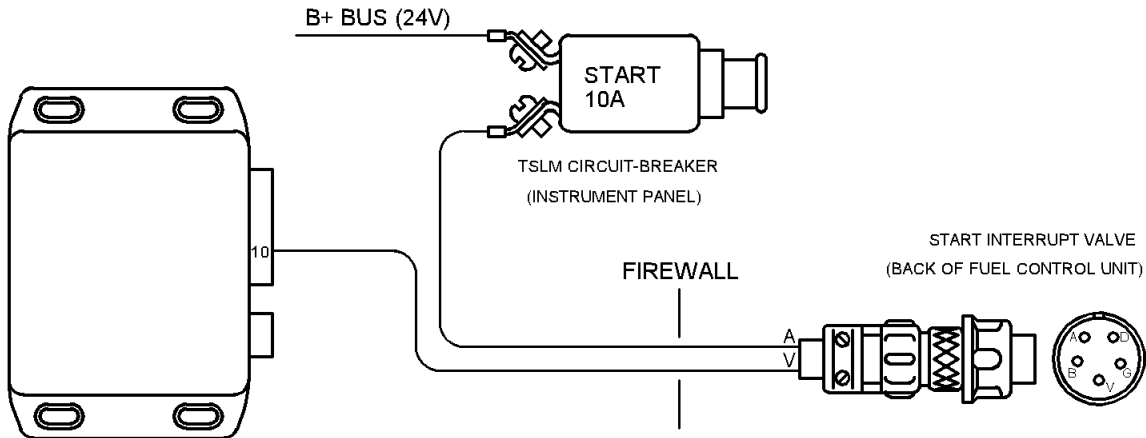 B+ BUS (24V)
START
10A
TSLM CIRCUIT-BREAKER
(INSTRUMENT PANEL)
10
FIREWALL
START INTERRUPT VALVE
(BACK OF FUEL CONTROL UNIT)
A
V
A
D
B
G
V